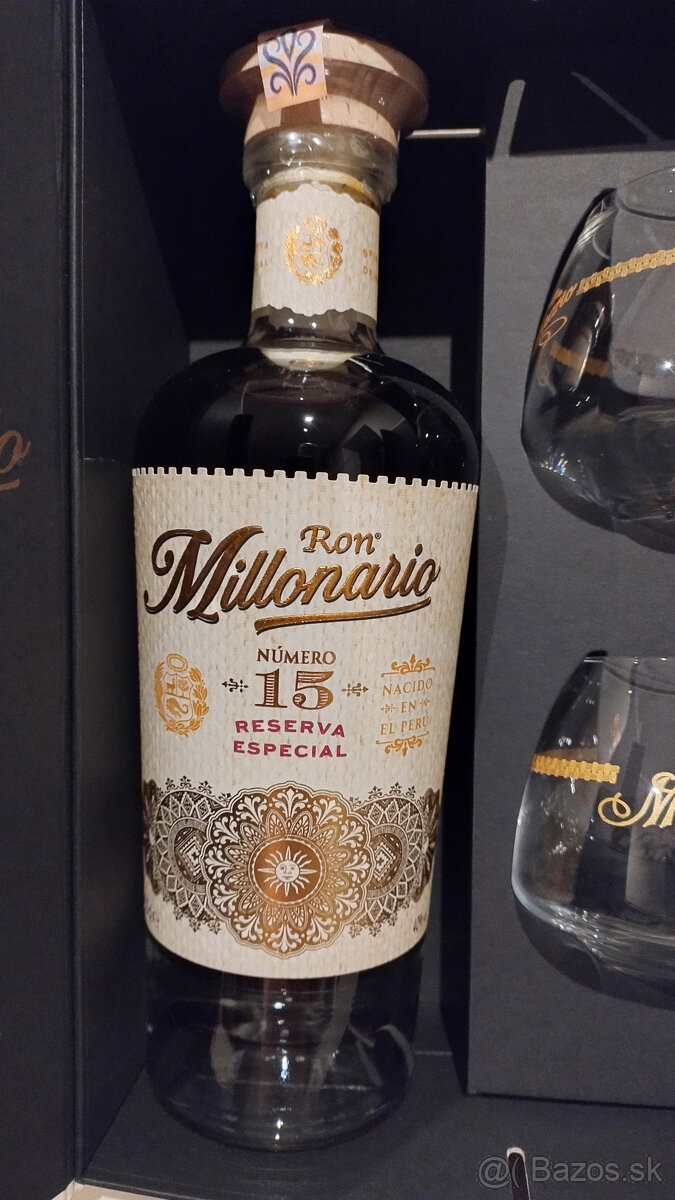 Ron®
Millonario
NÚMERO
15
RESERVA
ESPECIAL
NACIDO
EN
EL PERÚ
@ Bazos.sk